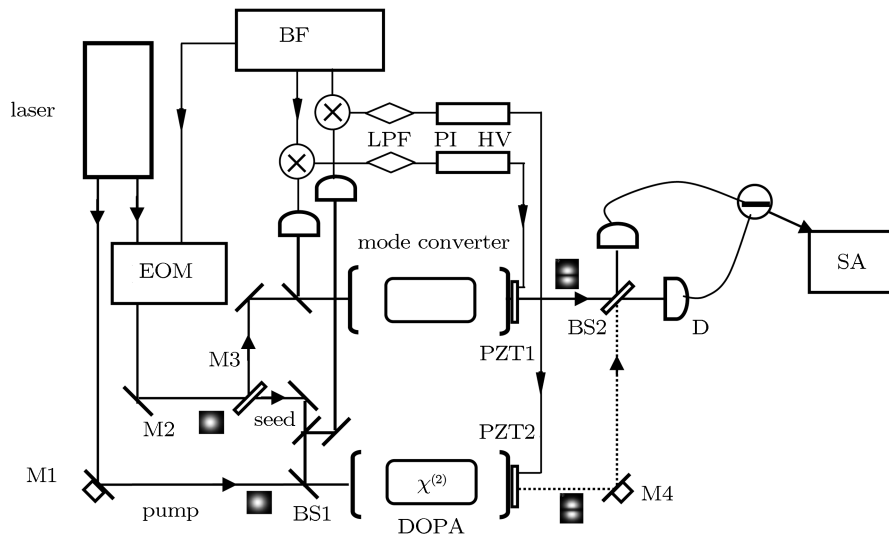 BF
laser
LPF PI HV
mode converter
EOM
SA
BS2
D
PZT1
M3
M2
seed
PZT2
M1
χ(2)
M4
pump
BS1
DOPA